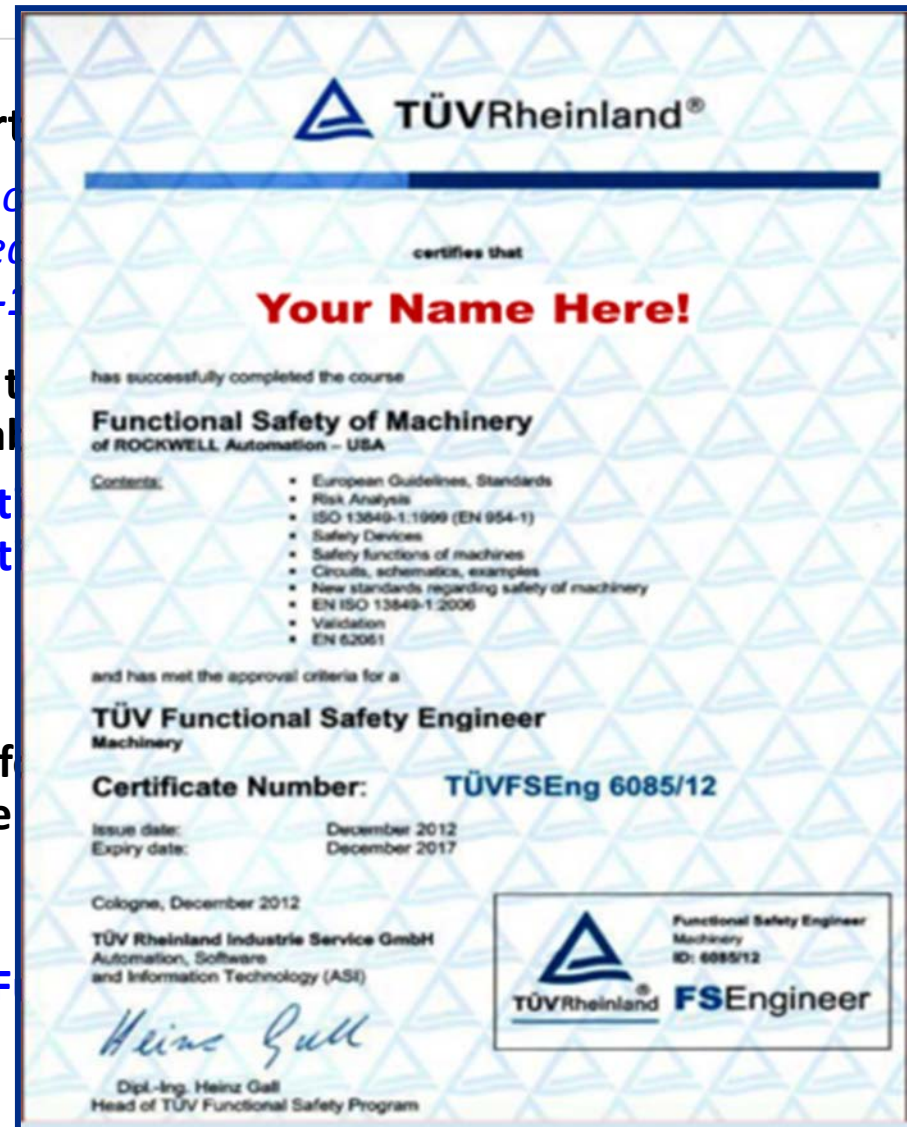 TÜVRheinland®
certifies that
Your Name Here!
has successfully completed the course
Functional Safety of Machinery
of ROCKWELL Automation – USA
Contents:
▪ European Guidelines, Standards
▪ Risk Analysis
▪ ISO 13849-1:1999 (EN 954-1)
▪ Safety Devices
▪ Safety functions of machines
▪ Circuits, schematics, examples
▪ New standards regarding safety of machinery
▪ EN ISO 13849-1:2006
▪ Validation
▪ EN 62061
and has met the approval criteria for a
TÜV Functional Safety Engineer
Machinery
Certificate Number: TÜVFSEng 6085/12
Issue date: December 2012
Expiry date: December 2017
Cologne, December 2012
TÜV Rheinland Industrie Service GmbH
Automation, Software
and Information Technology (ASI)
Heinz Gall
Dipl.-Ing. Heinz Gall
Head of TÜV Functional Safety Program
Functional Safety Engineer
Machinery
ID: 6085/12
TÜVRheinland® FSEngineer